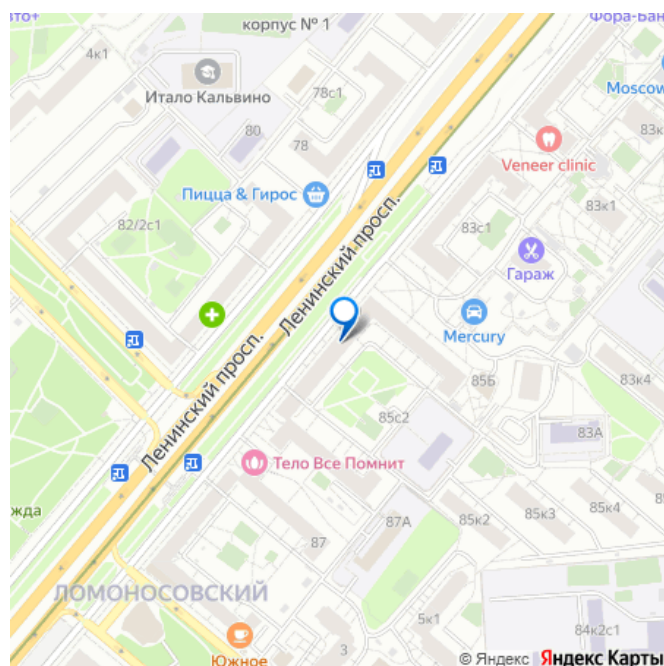 корпус № 1
Фора-Бан
4к1
Итало Кальвино
78с1
Moscow
80
78
83к
Veneer clinic
Пицца & Гирос
83к1
82/2с1
83с1
Ленинский просп.
Гараж
Mercury
Ленинский просп.
85Б
83к4
85с2
83А
Тело Все Помнит
жда
87А
85к2
85к3
85к4
87
ЛОМОНОСОВСКИЙ
5к1
84к2с1
Южное
3
© Яндекс Яндекс Карты